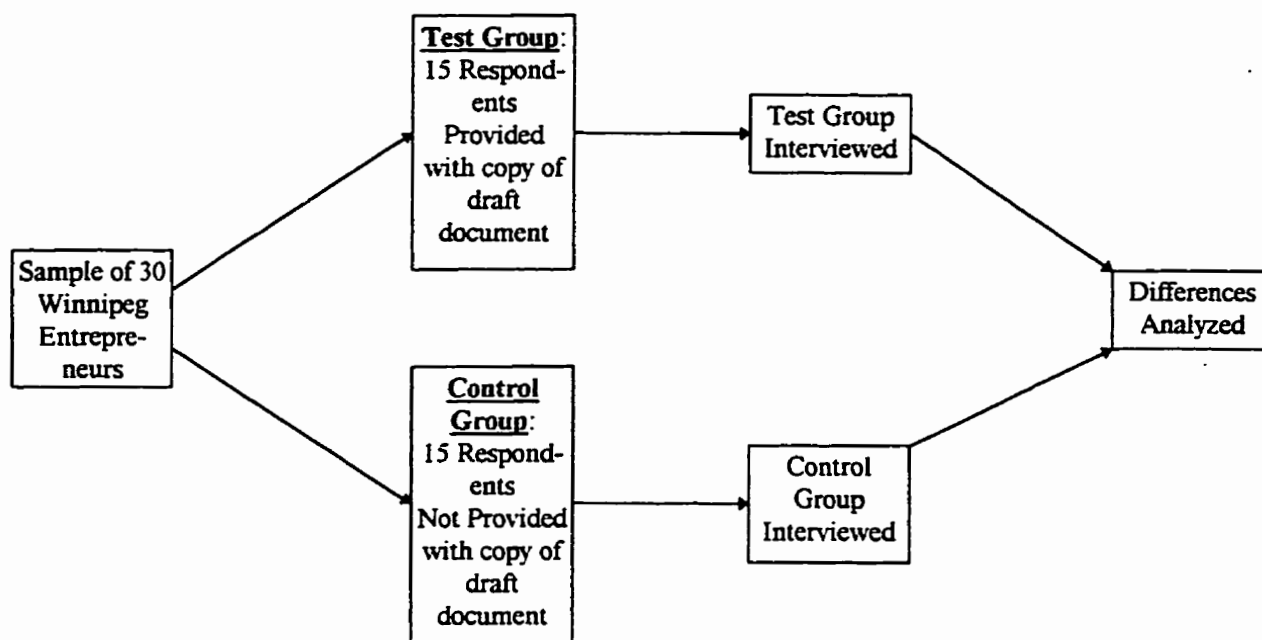 Test Group:
15 Respond-
ents
Provided
with copy of
draft
document
Test Group
Interviewed
Sample of 30
Winnipeg
Entrepre-
neurs
Differences
Analyzed
Control
Group:
15 Respond-
ents
Not Provided
with copy of
draft
document
Control
Group
Interviewed